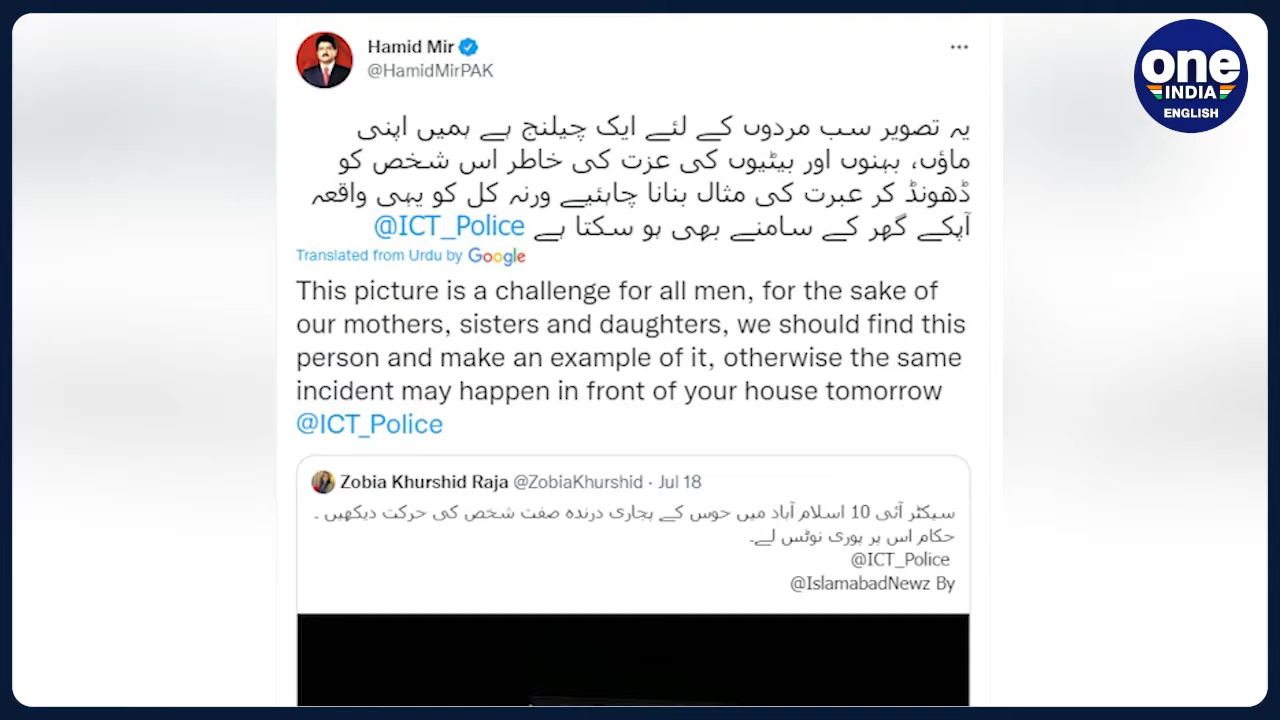 Hamid Mir
@HamidMirPAK
one
INDIA
ENGLISH
یہ تصویر سب مردوں کے لئے ایک چیلنج ہے ہمیں اپنی
ماؤں، بہنوں اور بیٹیوں کی عزت کی خاطر اس شخص کو
ڈھونڈ کر عبرت کی مثال بنانا چاہئیے ورنہ کل کو یہی واقعہ
آپکے گھر کے سامنے بھی ہو سکتا ہے @ICT_Police
Translated from Urdu by Google
This picture is a challenge for all men, for the sake of
our mothers, sisters and daughters, we should find this
person and make an example of it, otherwise the same
incident may happen in front of your house tomorrow
@ICT_Police
Zobia Khurshid Raja @ZobiaKhurshid · Jul 18
سیکٹر آئی 10 اسلام آباد میں حوس کے پجاری درندہ صفت شخص کی حرکت دیکھیں ۔
حکام اس پر پوری نوٹس لے۔
@ICT_Police
@IslamabadNewz By